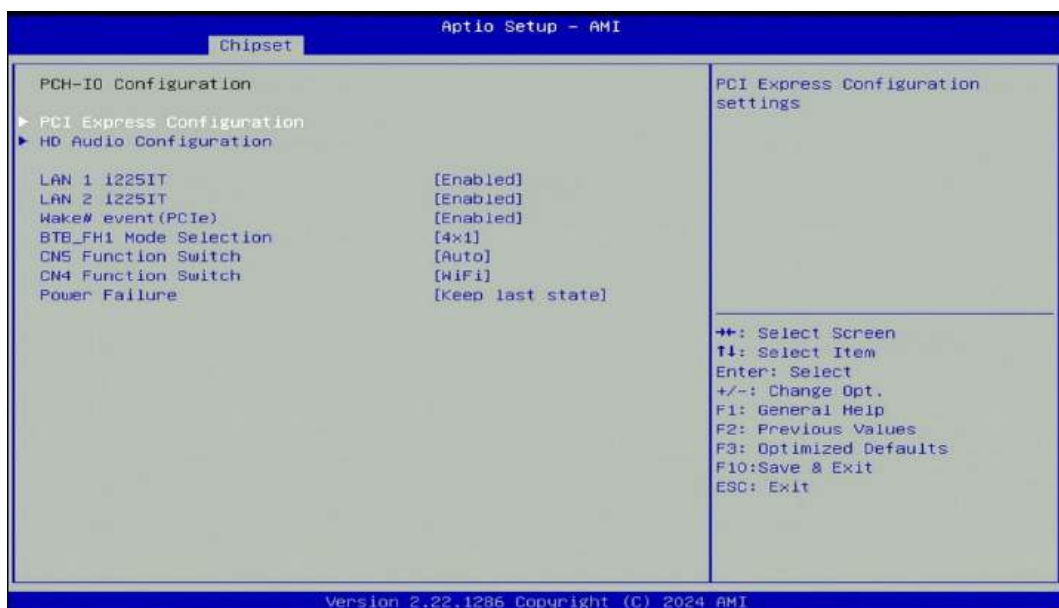 Aptio Setup - AMI
Chipset
PCH-IO Configuration
► PCI Express Configuration
► HD Audio Configuration
LAN 1 i225IT [Enabled]
LAN 2 i225IT [Enabled]
Wake# event(PCIe) [Enabled]
BTB_FH1 Mode Selection [4x1]
CN5 Function Switch [Auto]
CN4 Function Switch [WiFi]
Power Failure [Keep last state]
PCI Express Configuration
settings
→←: Select Screen
↑↓: Select Item
Enter: Select
+/-: Change Opt.
F1: General Help
F2: Previous Values
F3: Optimized Defaults
F10:Save & Exit
ESC: Exit
Version 2.22.1286 Copyright (C) 2024 AMI